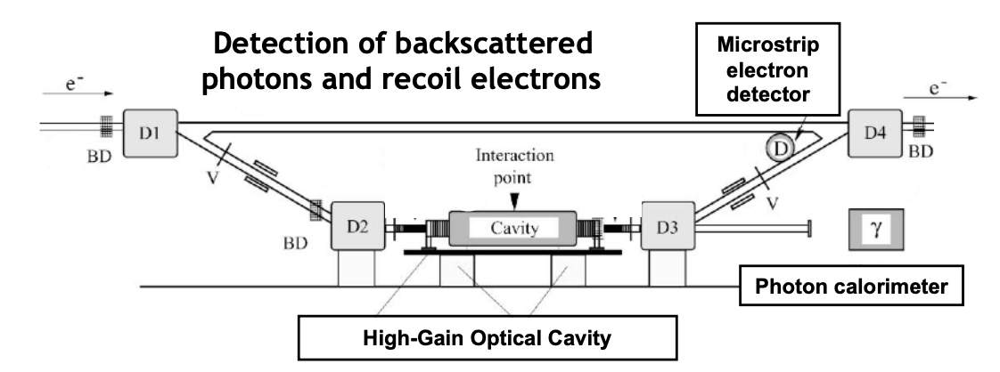 Detection of backscattered
photons and recoil electrons
Microstrip
electron
detector
e-
e-
D1
D4
BD
BD
D
V
Interaction
point
V
BD
D2
Cavity
D3
γ
Photon calorimeter
High-Gain Optical Cavity